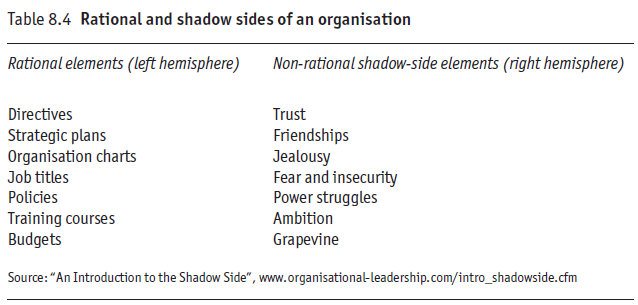 Table 8.4 Rational and shadow sides of an organisation
Rational elements (left hemisphere) Non-rational shadow-side elements (right hemisphere)
Directives Trust
Strategic plans Friendships
Organisation charts Jealousy
Job titles Fear and insecurity
Policies Power struggles
Training courses Ambition
Budgets Grapevine
Source: “An Introduction to the Shadow Side”, www.organisational-leadership.com/intro_shadowside.cfm